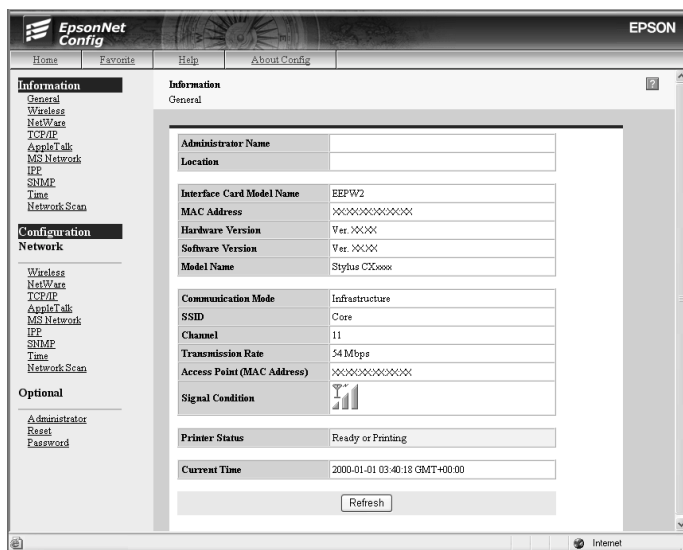 EpsonNet
Config
EPSON
Home Favorite Help About Config
Information
General
Wireless
NetWare
TCP/IP
AppleTalk
MS Network
IPP
SNMP
Time
Network Scan
Configuration
Network
Wireless
NetWare
TCP/IP
AppleTalk
MS Network
IPP
SNMP
Time
Network Scan
Optional
Administrator
Reset
Password
Information
General
?
Administrator Name
Location
Interface Card Model Name EEPW2
MAC Address XXXXXXXXXXXX
Hardware Version Ver. XX.XX
Software Version Ver. XX.XX
Model Name Stylus CXxxxx
Communication Mode Infrastructure
SSID Core
Channel 11
Transmission Rate 54 Mbps
Access Point (MAC Address) XXXXXXXXXXXX
Signal Condition
Printer Status Ready or Printing
Current Time 2000-01-01 03:40:18 GMT+00:00
Refresh
Internet